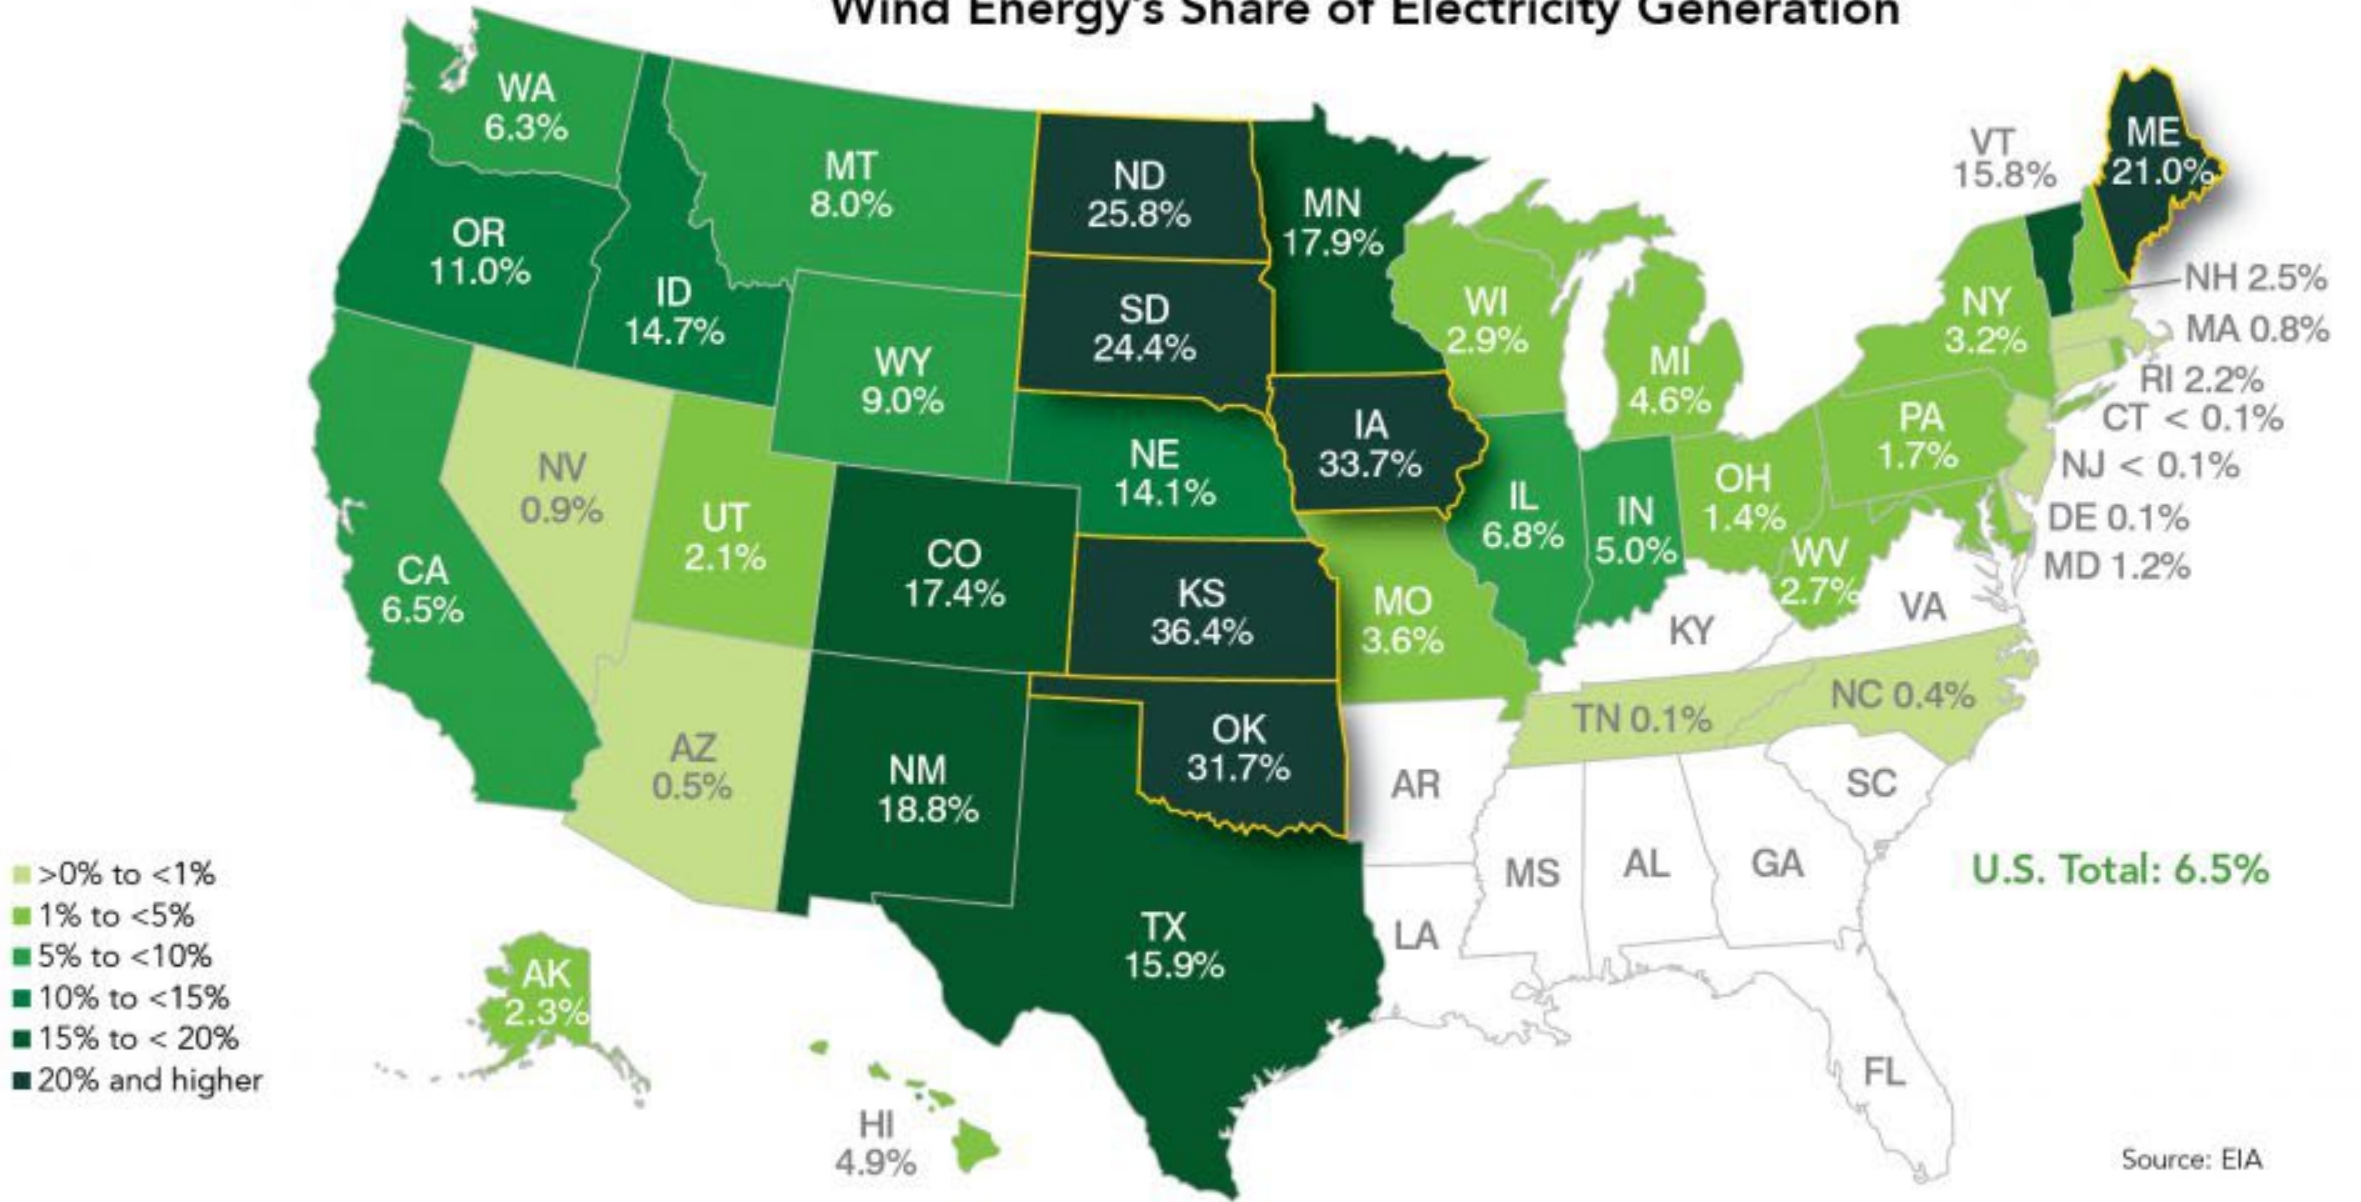 Wind Energy's Share of Electricity Generation
WA
6.3%
MT
8.0%
ND
25.8%
MN
17.9%
VT
15.8%
ME
21.0%
OR
11.0%
ID
14.7%
WY
9.0%
SD
24.4%
WI
2.9%
MI
4.6%
NY
3.2%
NH 2.5%
MA 0.8%
RI 2.2%
CT < 0.1%
NJ < 0.1%
DE 0.1%
MD 1.2%
NV
0.9%
UT
2.1%
NE
14.1%
IA
33.7%
IL
6.8%
IN
5.0%
OH
1.4%
PA
1.7%
WV
2.7%
VA
KY
CA
6.5%
CO
17.4%
KS
36.4%
MO
3.6%
TN 0.1%
NC 0.4%
AZ
0.5%
NM
18.8%
OK
31.7%
AR
SC
MS
AL
GA
LA
TX
15.9%
FL
U.S. Total: 6.5%
>0% to <1%
1% to <5%
5% to <10%
10% to <15%
15% to < 20%
20% and higher
AK
2.3%
HI
4.9%
Source: EIA